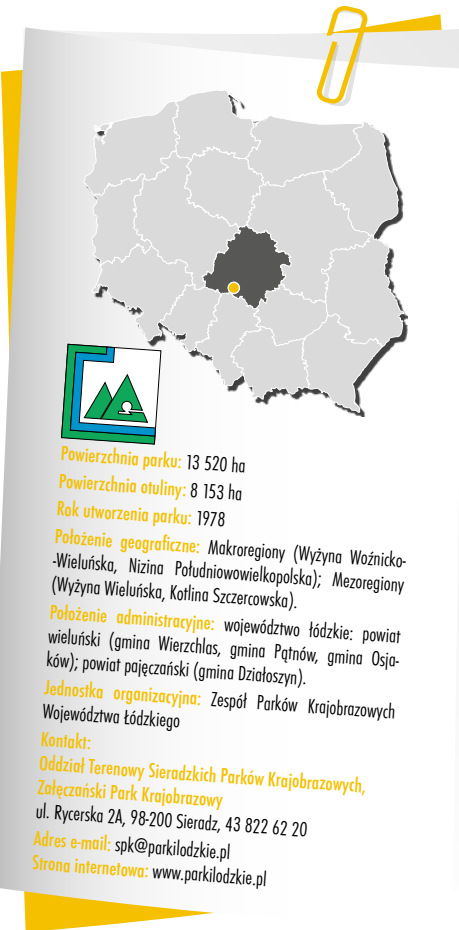 Powierzchnia parku: 13 520 ha
Powierzchnia otuliny: 8 153 ha
Rok utworzenia parku: 1978
Położenie geograficzne: Makroregiony (Wyżyna Woźnicko-
-Wieluńska, Nizina Południowowielkopolska); Mezoregiony
(Wyżyna Wieluńska, Kotlina Szczercowska).
Położenie administracyjne: województwo łódzkie: powiat
wieluński (gmina Wierzchlas, gmina Pątnów, gmina Osja-
ków); powiat pajęczański (gmina Działoszyn).
Jednostka organizacyjna: Zespół Parków Krajobrazowych
Województwa Łódzkiego
Kontakt:
Oddział Terenowy Sieradzkich Parków Krajobrazowych,
Załęczański Park Krajobrazowy
ul. Rycerska 2A, 98-200 Sieradz, 43 822 62 20
Adres e-mail: spk@parkilodzkie.pl
Strona internetowa: www.parkilodzkie.pl